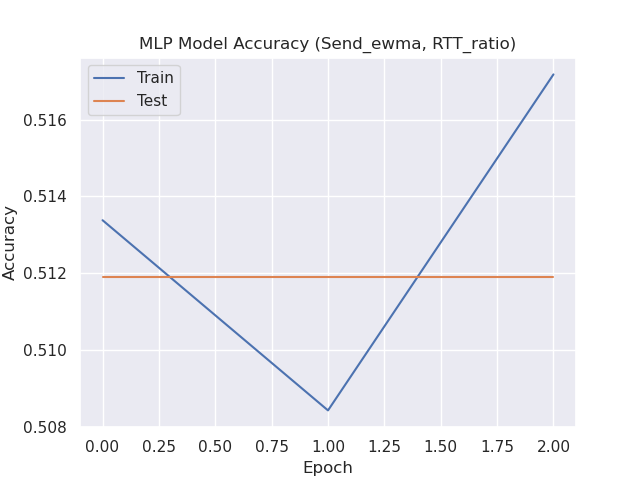 MLP Model Accuracy (Send_ewma, RTT_ratio)
Train
Test
0.516
0.514
0.512
0.510
0.508
Accuracy
0.00 0.25 0.50 0.75 1.00 1.25 1.50 1.75 2.00
Epoch